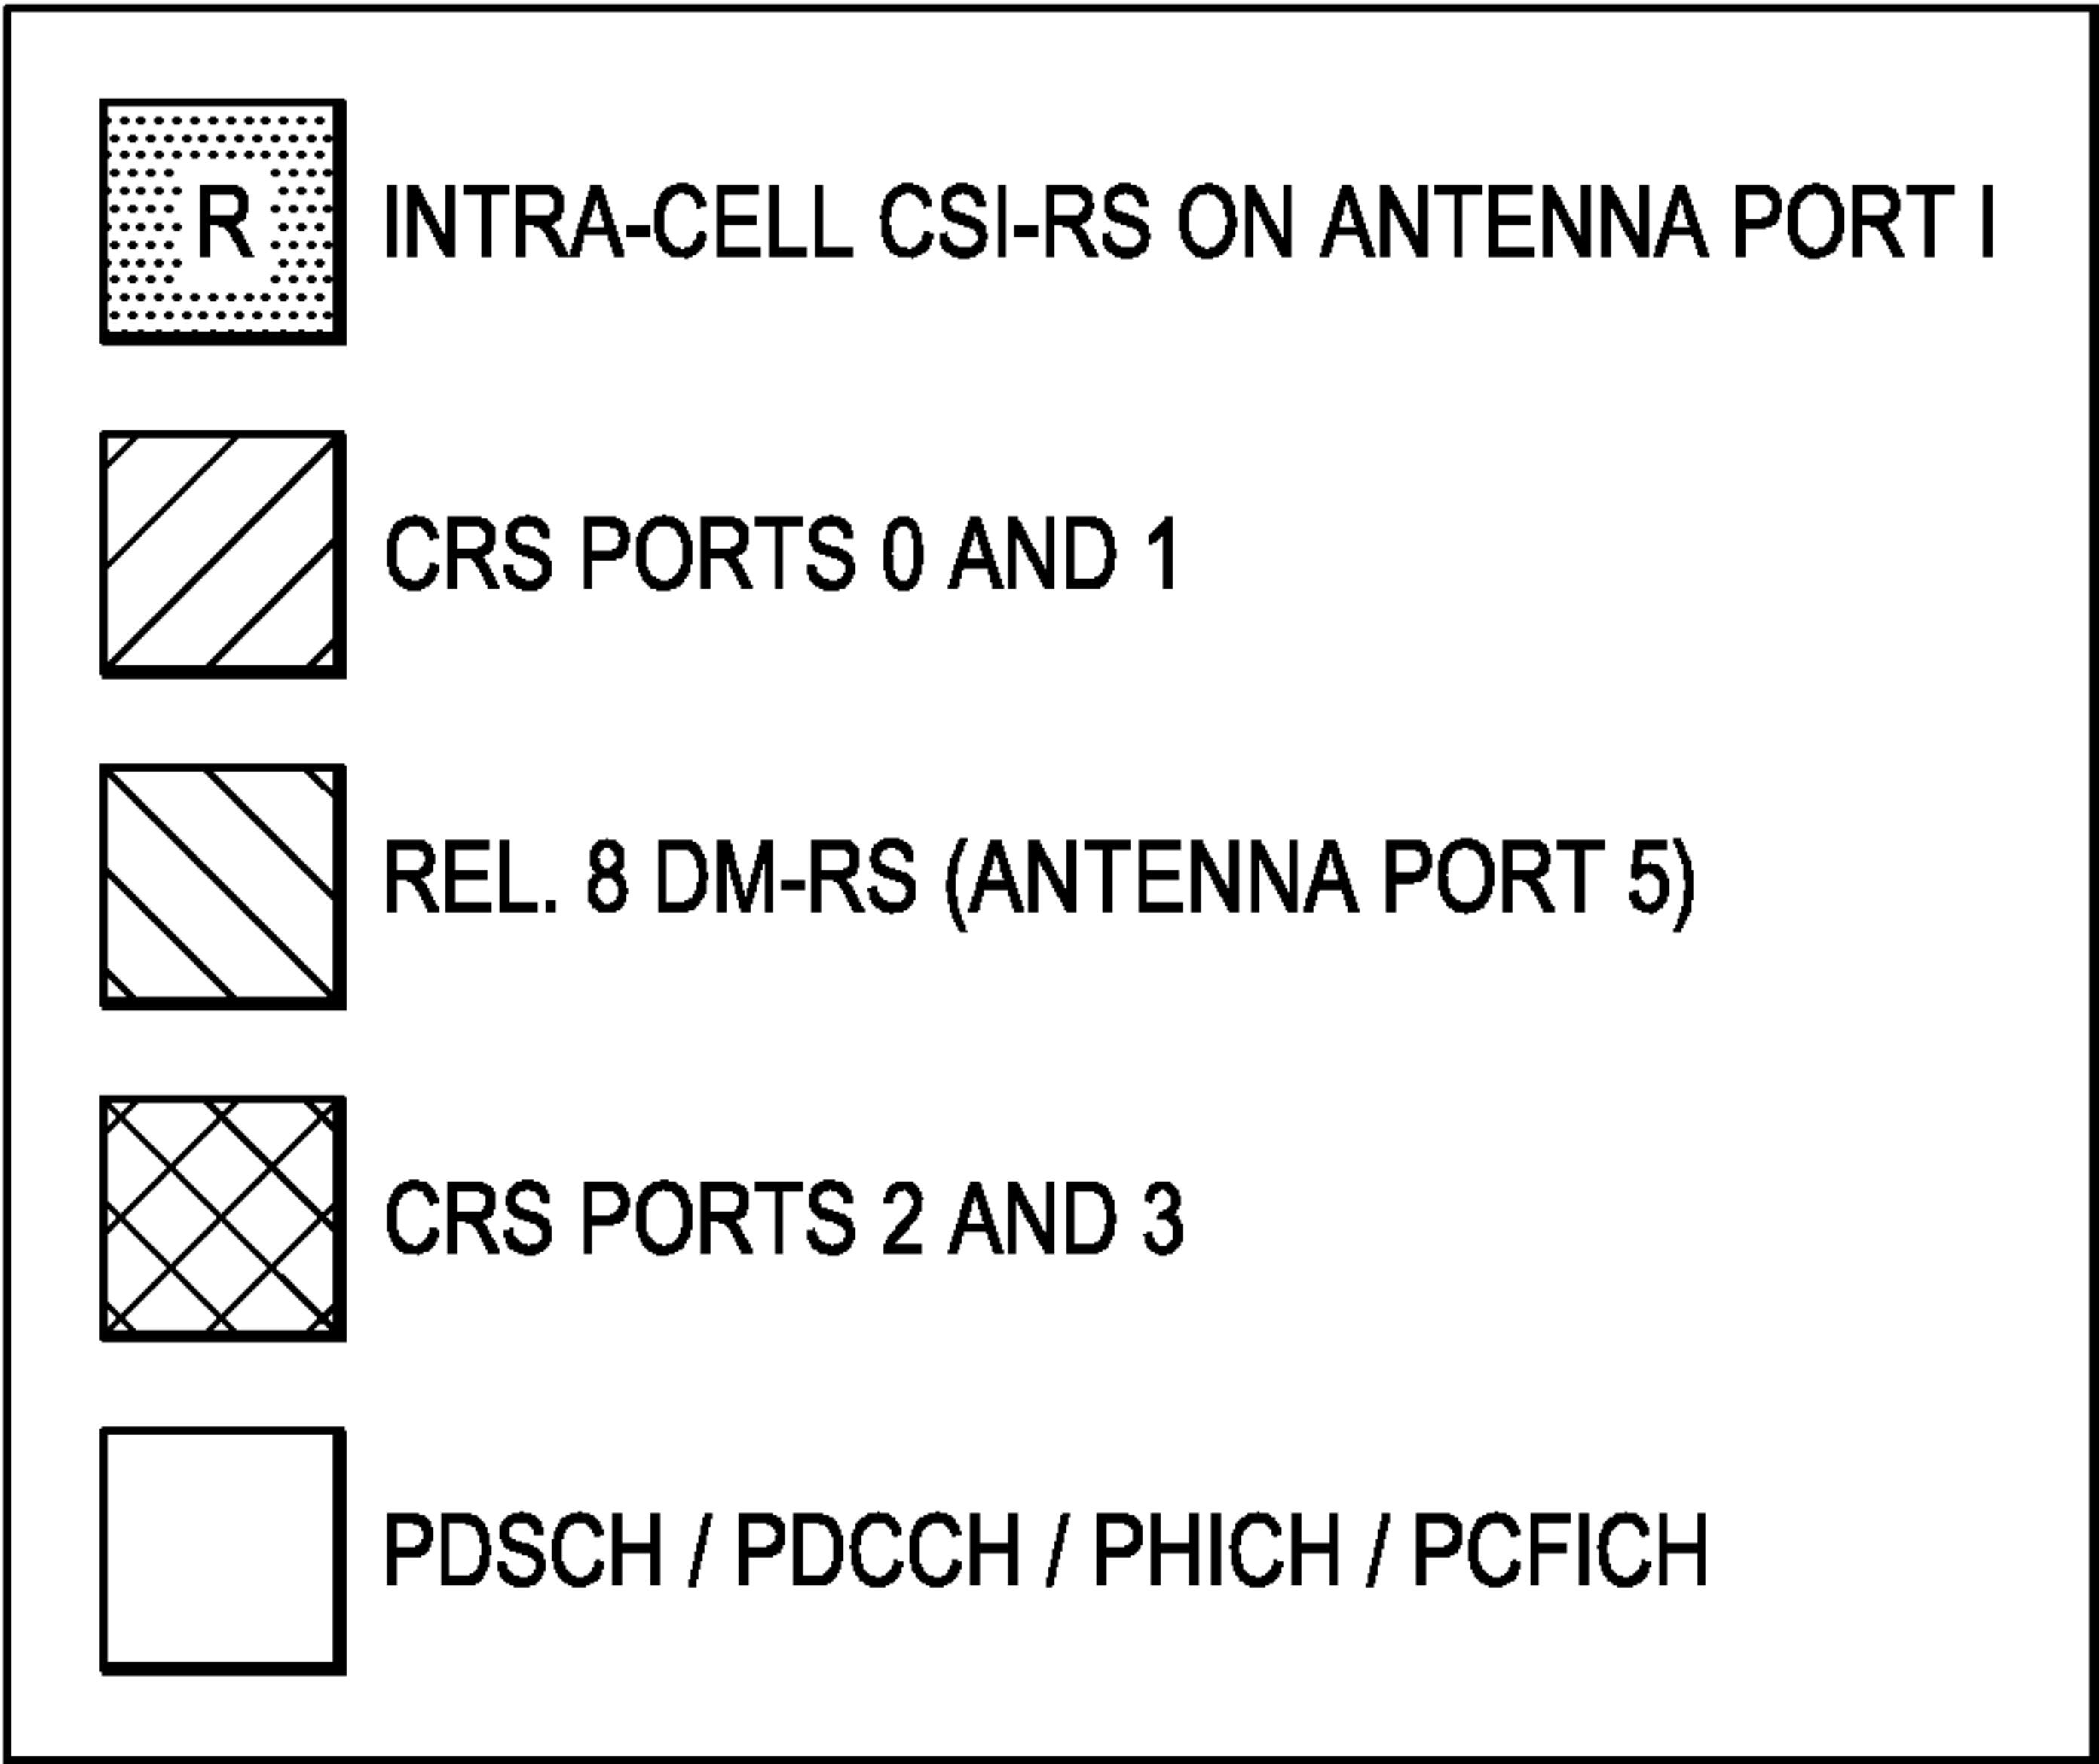 R INTRA-CELL CSI-RS ON ANTENNA PORT I
CRS PORTS 0 AND 1
REL. 8 DM-RS (ANTENNA PORT 5)
CRS PORTS 2 AND 3
PDSCH / PDCCH / PHICH / PCFICH